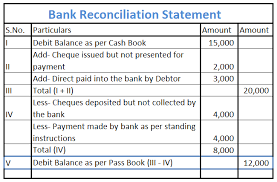 Bank Reconciliation Statement
S.No. Particulars Amount Amount
I Debit Balance as per Cash Book 15,000
Add- Cheque issued but not presented for
II payment 2,000
Add- Direct paid into the bank by Debtor 3,000
III Total (I + II) 20,000
Less- Cheques deposited but not collected by
IV the bank 4,000
Less- Payment made by bank as per standing
instructions 4,000
Total (IV) 8,000
V Debit Balance as per Pass Book (III - IV) 12,000